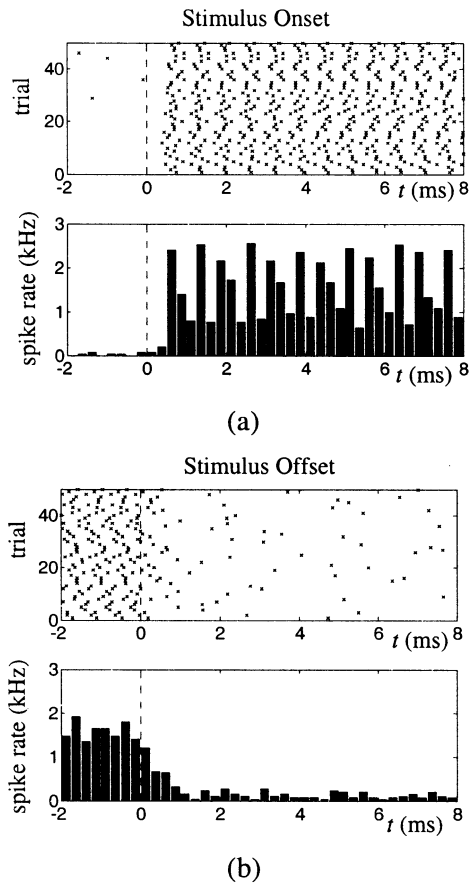 Stimulus Onset
trial
40
20
0
-2 0 2 4 6 t (ms) 8
spike rate (kHz)
3
2
1
0
-2 0 2 4 6 8
t (ms)
(a)
Stimulus Offset
trial
40
20
0
-2 0 2 4 6 8
t (ms)
spike rate (kHz)
3
2
1
0
-2 0 2 4 6 8
t (ms)
(b)